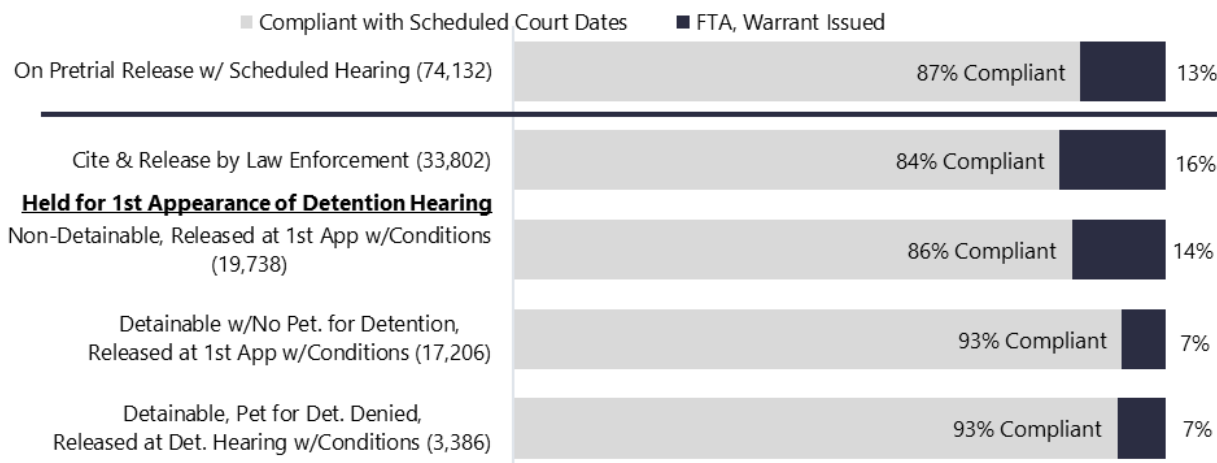 Compliant with Scheduled Court Dates FTA, Warrant Issued
On Pretrial Release w/ Scheduled Hearing (74,132) 87% Compliant 13%
Cite & Release by Law Enforcement (33,802) 84% Compliant 16%
Held for 1st Appearance of Detention Hearing
Non-Detainable, Released at 1st App w/Conditions
(19,738) 86% Compliant 14%
Detainable w/No Pet. for Detention,
Released at 1st App w/Conditions (17,206) 93% Compliant 7%
Detainable, Pet for Det. Denied,
Released at Det. Hearing w/Conditions (3,386) 93% Compliant 7%